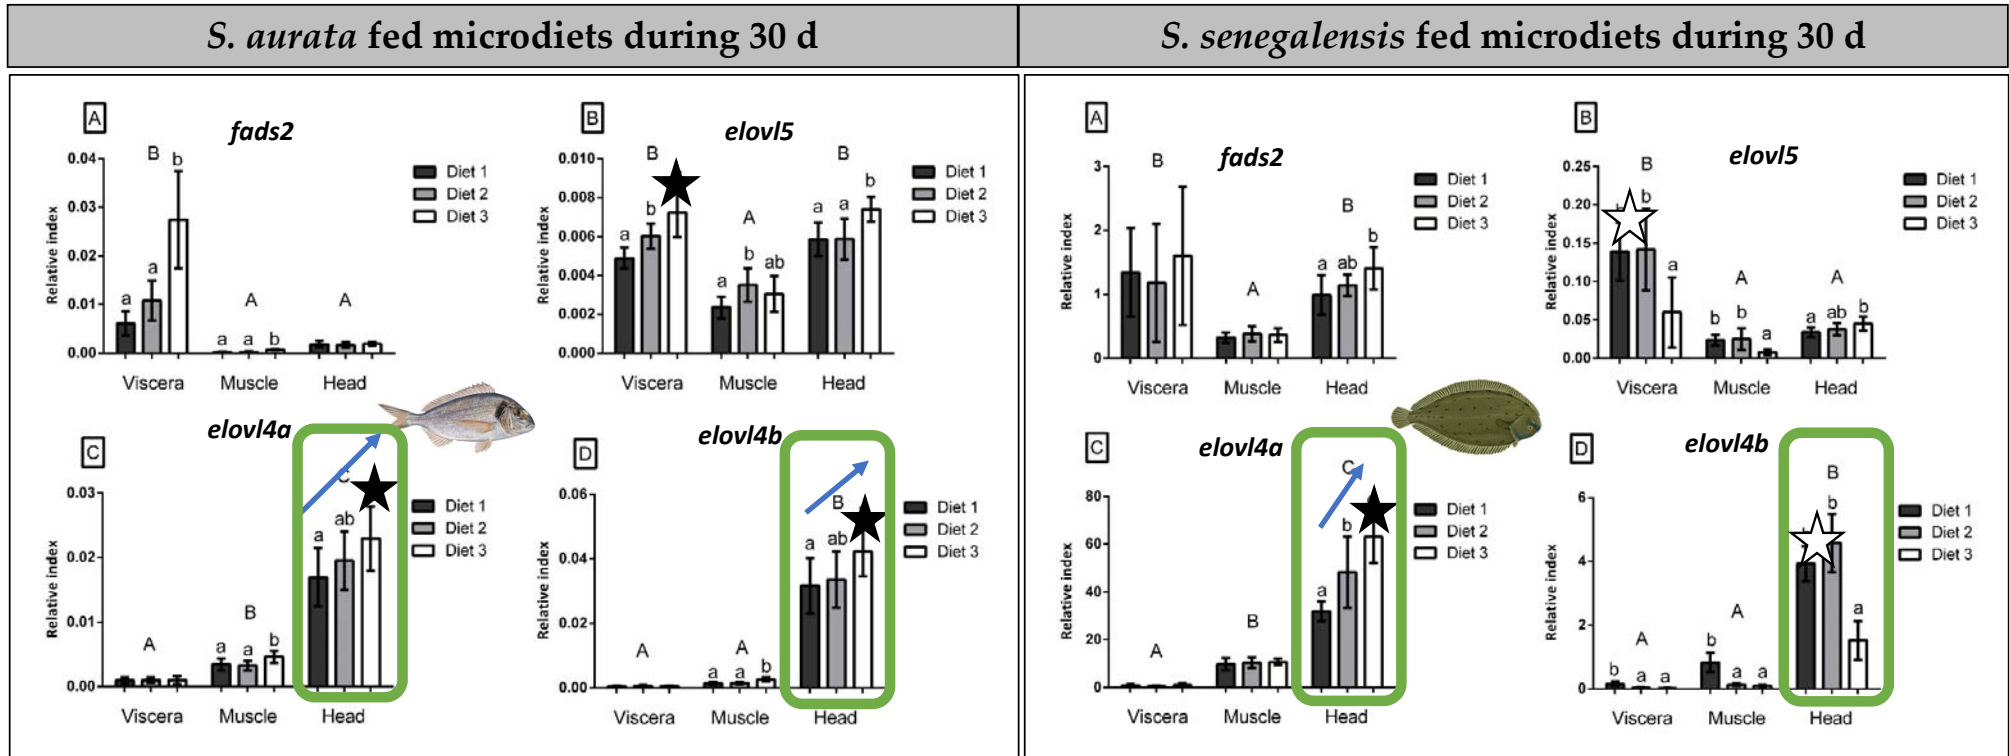 S. aurata fed microdiets during 30 d
A
fads2
B
b
a
a
A
A
a a b
0.04
0.03
0.02
0.01
0.00
Relative index
Viscera Muscle Head
Diet 1
Diet 2
Diet 3
B
elovl5
B
B
A
a b
a b ab
a a b
0.010
0.008
0.006
0.004
0.002
0.000
Relative index
Viscera Muscle Head
Diet 1
Diet 2
Diet 3
C
elovl4a
A
B
C
a a b
a ab
0.03
0.02
0.01
0.00
Relative index
Viscera Muscle Head
Diet 1
Diet 2
Diet 3
D
elovl4b
A
A
B
a a b
a ab
0.06
0.04
0.02
0.00
Relative index
Viscera Muscle Head
Diet 1
Diet 2
Diet 3
S. senegalensis fed microdiets during 30 d
A
fads2
B
A
B
a ab b
3
2
1
0
Relative index
Viscera Muscle Head
Diet 1
Diet 2
Diet 3
B
elovl5
B
A
A
b a
b b a
a ab b
0.25
0.20
0.15
0.10
0.05
0.00
Relative index
Viscera Muscle Head
Diet 1
Diet 2
Diet 3
C
elovl4a
A
B
C
a b
80
60
40
20
0
Relative index
Viscera Muscle Head
Diet 1
Diet 2
Diet 3
D
elovl4b
A
A
B
b a a
b a a
b a
6
4
2
0
Relative index
Viscera Muscle Head
Diet 1
Diet 2
Diet 3